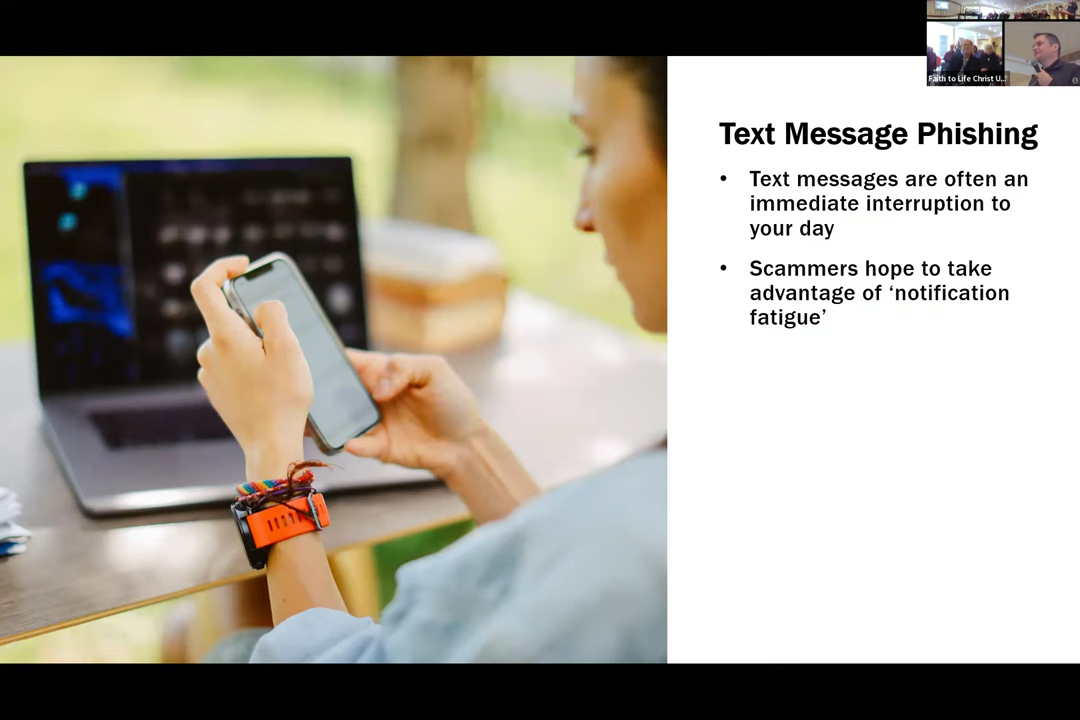 Faith to Life Christ U...
Text Message Phishing
• Text messages are often an
immediate interruption to
your day
• Scammers hope to take
advantage of ‘notification
fatigue’